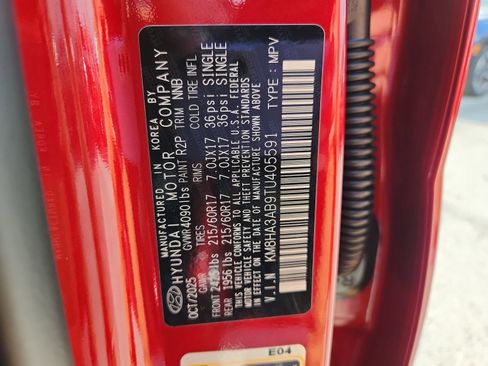 MANUFACTURED IN KOREA BY
HYUNDAI MOTOR COMPANY
OCT/2025 GVWR 4090lbs PAINT R2P TRIM NNB
GAWR TIRES RIMS COLD TIRE INFL
FRONT 2425lbs 215/60R17 7.0JX17 36psi SINGLE
REAR 1956lbs 215/60R17 7.0JX17 36psi SINGLE
THIS VEHICLE CONFORMS TO ALL APPLICABLE U.S.A. FEDERAL
MOTOR VEHICLE SAFETY AND THEFT PREVENTION STANDARDS
IN EFFECT ON THE DATE OF MANUFACTURE SHOWN ABOVE.
V.I.N KM8HA3AB9TU405591 TYPE : MPV
E04